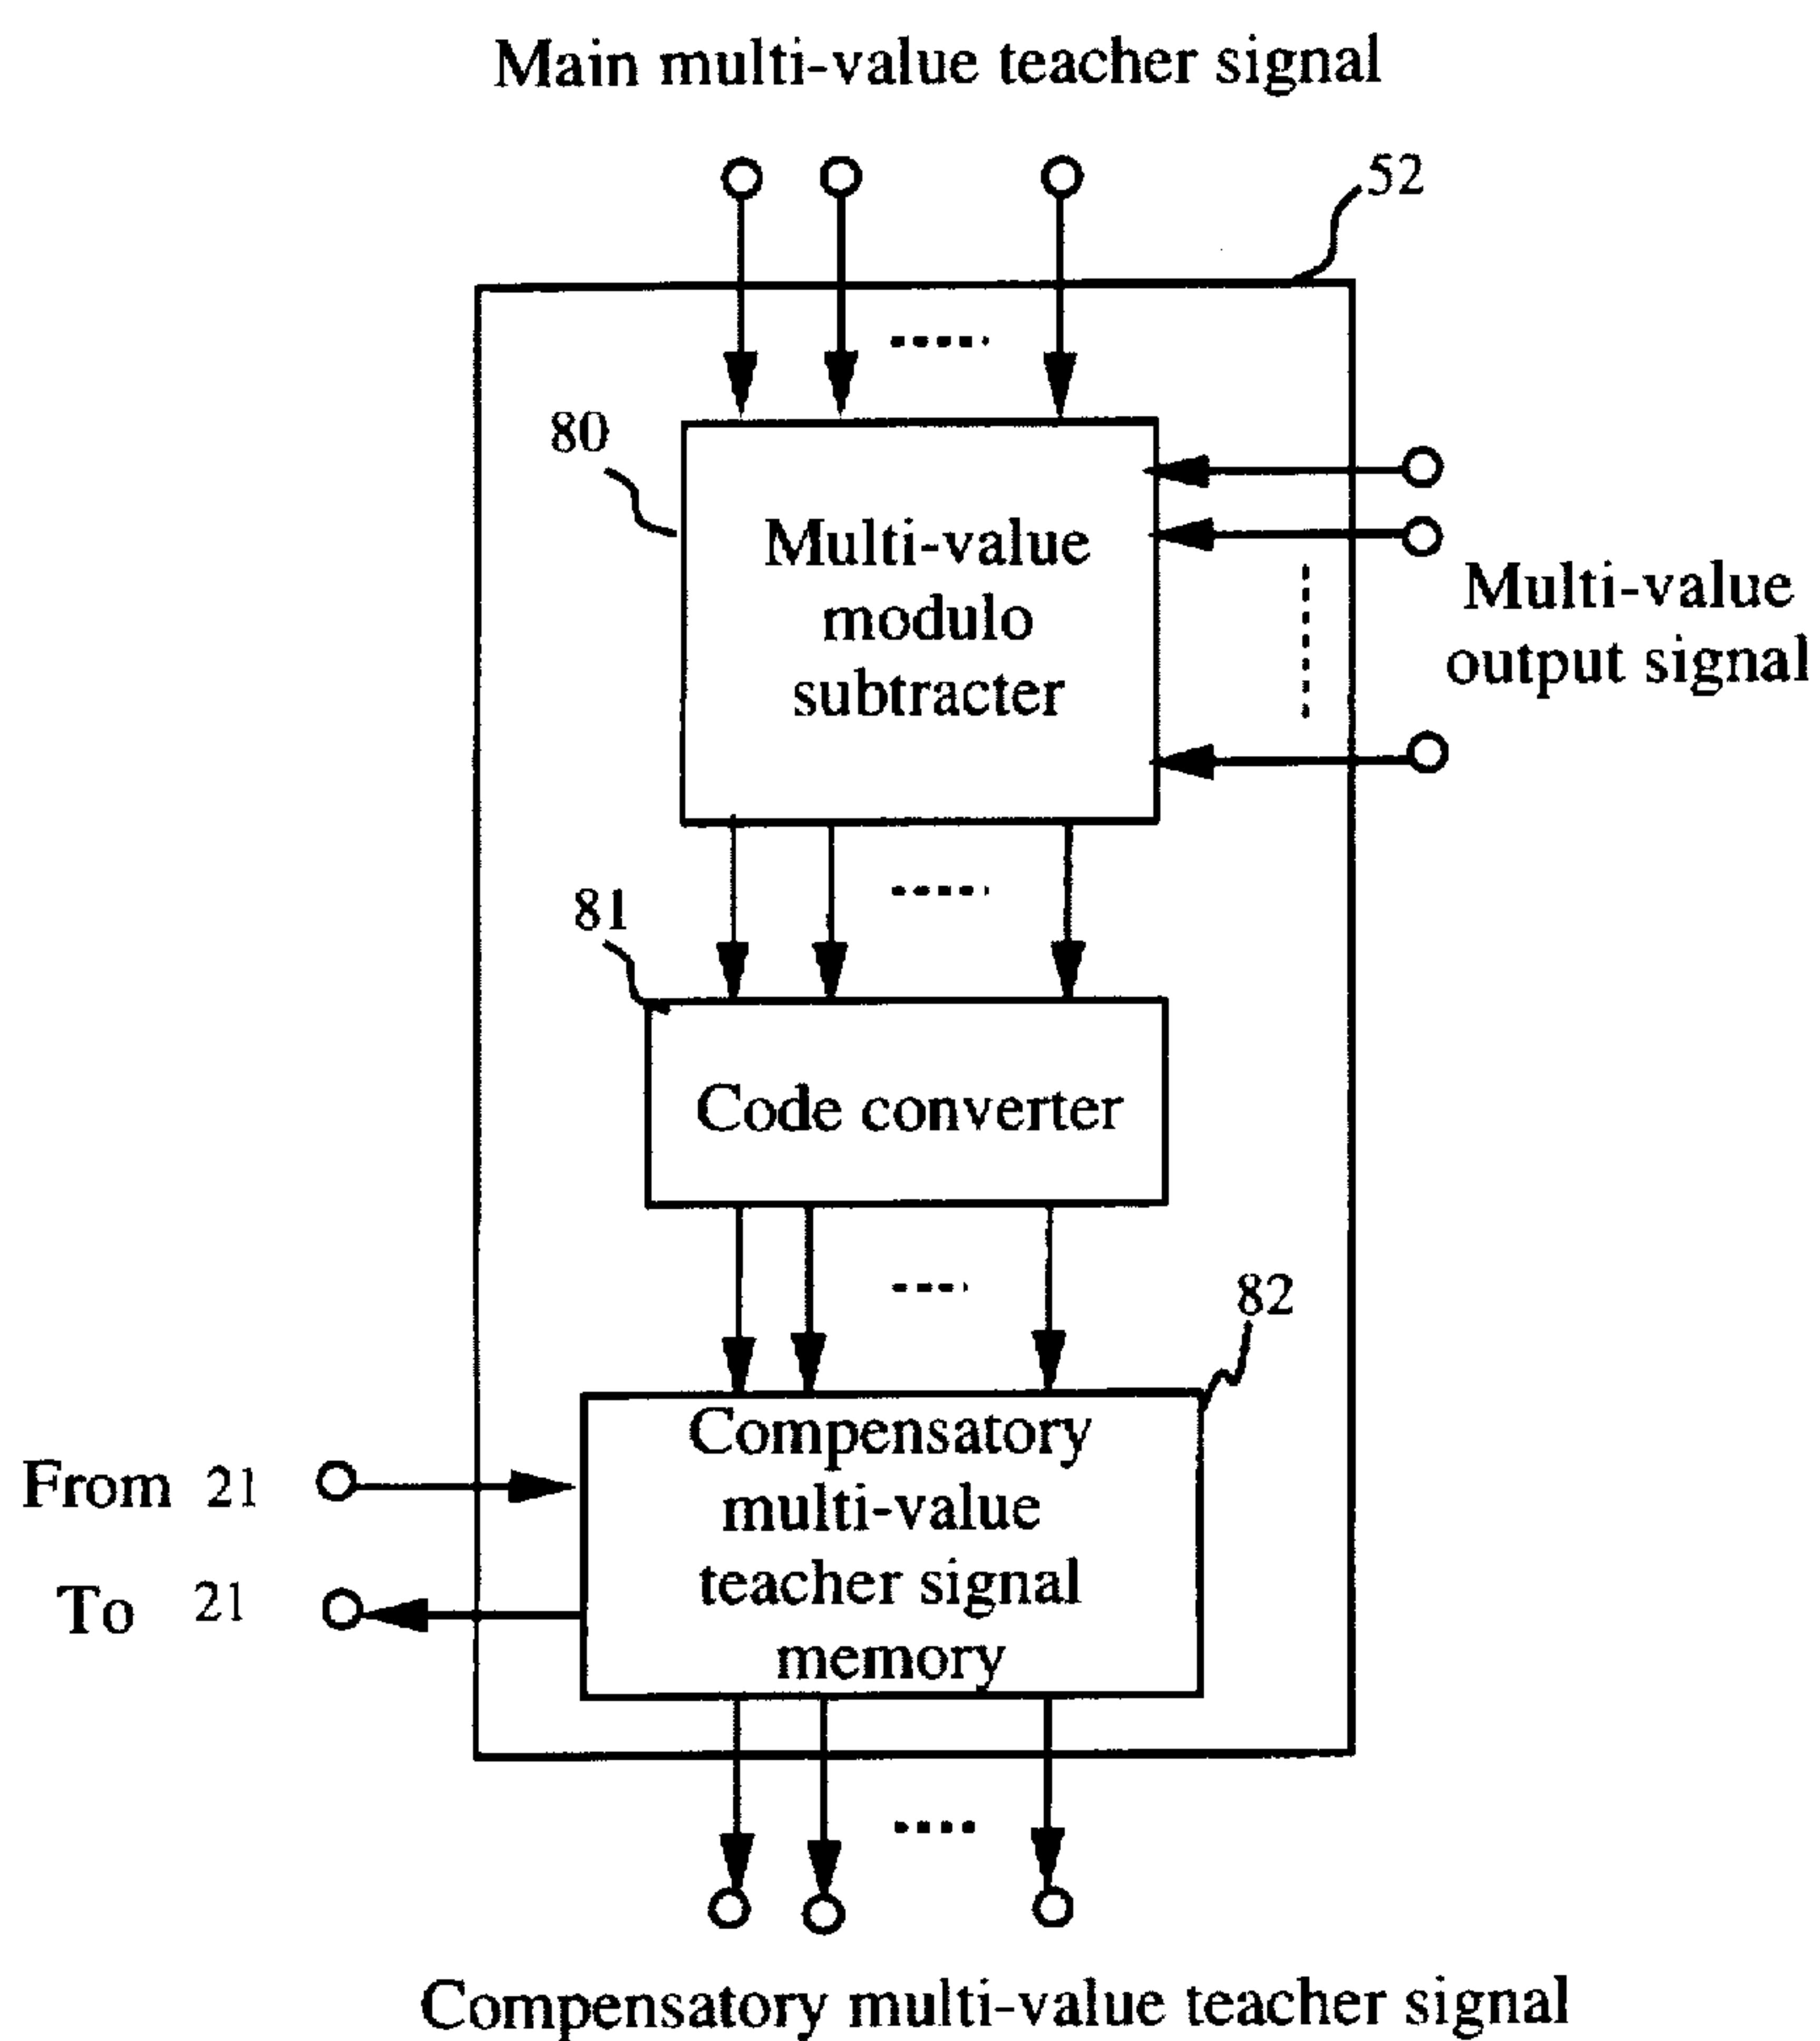 Main multi-value teacher signal
52
80
Multi-value
modulo
subtracter
Multi-value
output signal
81
Code converter
82
Compensatory
multi-value
teacher signal
memory
From 21
To 21
Compensatory multi-value teacher signal